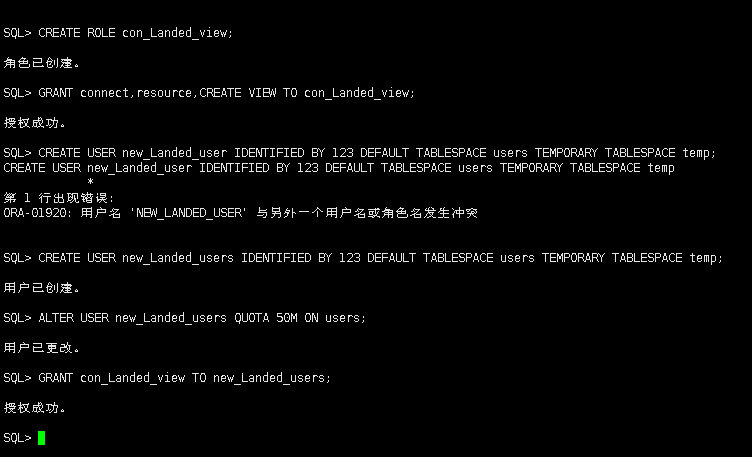 SQL> CREATE ROLE con_Landed_view;
角色已创建。
SQL> GRANT connect,resource,CREATE VIEW TO con_Landed_view;
授权成功。
SQL> CREATE USER new_Landed_user IDENTIFIED BY 123 DEFAULT TABLESPACE users TEMPORARY TABLESPACE temp;
CREATE USER new_Landed_user IDENTIFIED BY 123 DEFAULT TABLESPACE users TEMPORARY TABLESPACE temp
*
第 1 行出现错误:
ORA-01920: 用户名 'NEW_LANDED_USER' 与另外一个用户名或角色名发生冲突
SQL> CREATE USER new_Landed_users IDENTIFIED BY 123 DEFAULT TABLESPACE users TEMPORARY TABLESPACE temp;
用户已创建。
SQL> ALTER USER new_Landed_users QUOTA 50M ON users;
用户已更改。
SQL> GRANT con_Landed_view TO new_Landed_users;
授权成功。
SQL>